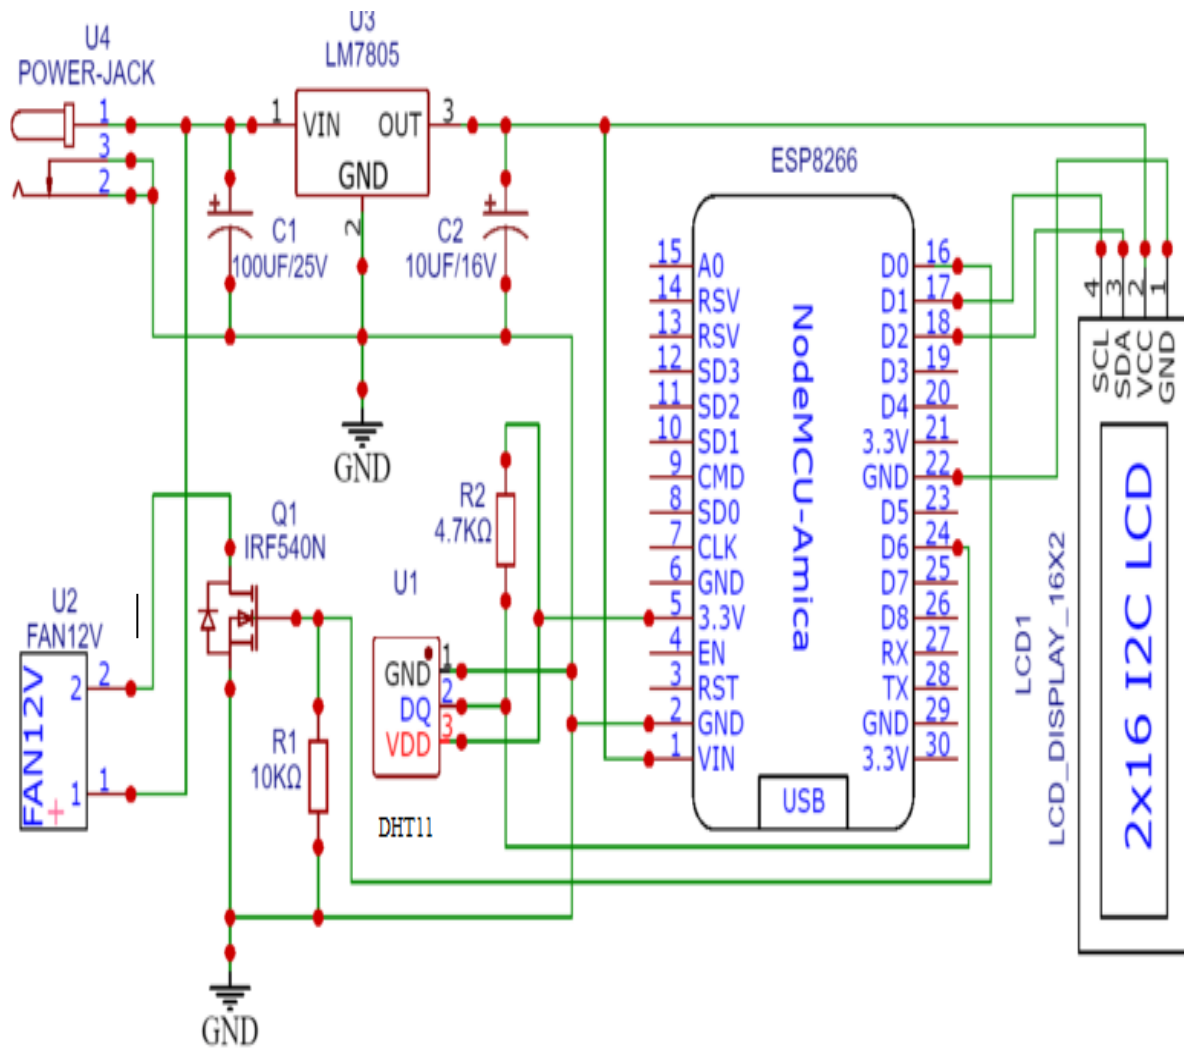 U4
POWER-JACK
1
3
2
U3
LM7805
1
VIN
OUT
3
GND
2
C1
100UF/25V
C2
10UF/16V
GND
ESP8266
NodeMCU-Amica
15 A0
14 RSV
13 RSV
12 SD3
11 SD2
10 SD1
9 CMD
8 SD0
7 CLK
6 GND
5 3.3V
4 EN
3 RST
2 GND
1 VIN
D0 16
D1 17
D2 18
D3 19
D4 20
3.3V 21
GND 22
D5 23
D6 24
D7 25
D8 26
RX 27
TX 28
GND 29
3.3V 30
USB
4
3
2
1
SCL
SDA
VCC
GND
LCD1
LCD_DISPLAY_16X2
2x16 I2C LCD
R2
4.7KΩ
Q1
IRF540N
U2
FAN12V
FAN12V
+
2 2
1 1
U1
GND 1
DQ 2
VDD 3
DHT11
R1
10KΩ
GND